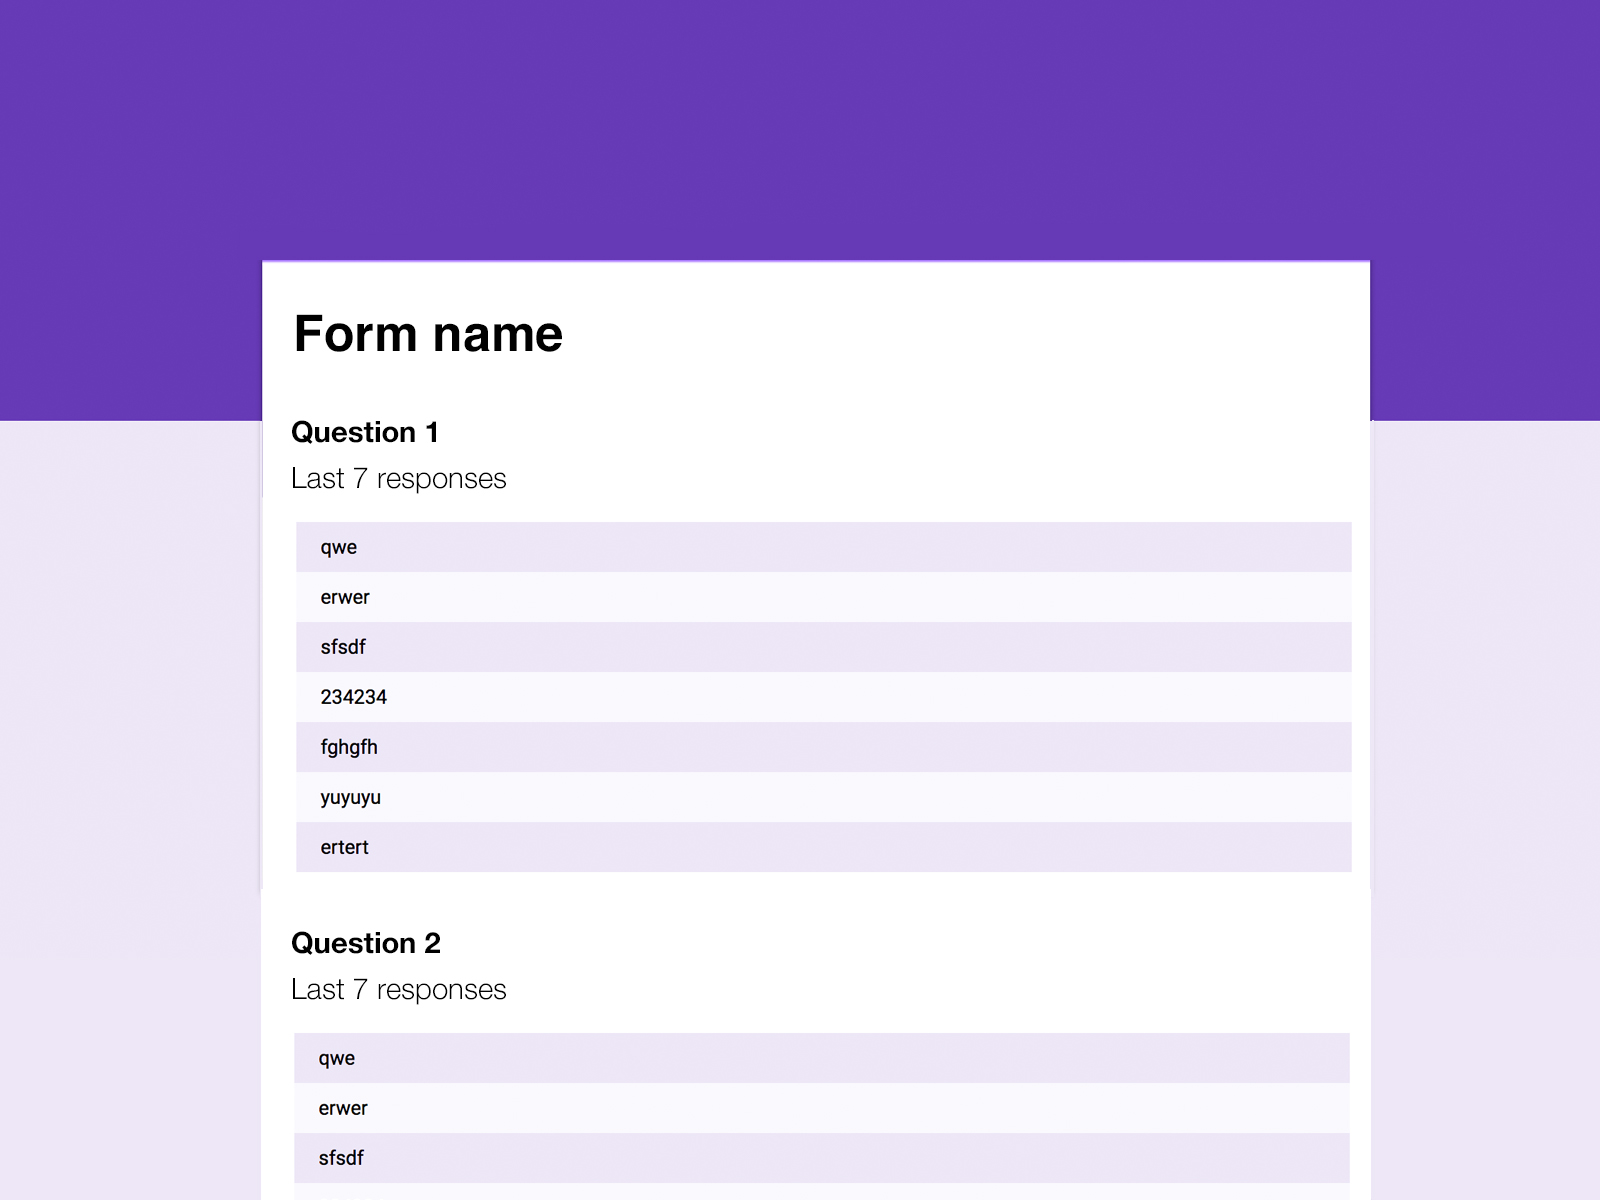 Form name
Question 1
Last 7 responses
qwe
erwer
sfsdf
234234
fghgfh
yuyuyu
ertert
Question 2
Last 7 responses
qwe
erwer
sfsdf